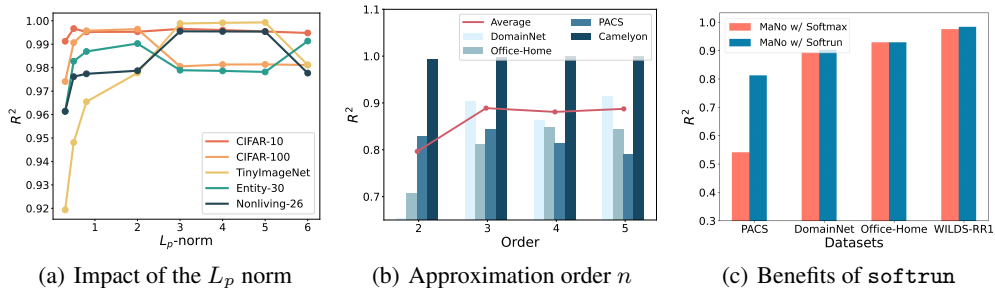 1.00
0.99
0.98
0.97
0.96
0.95
0.94
0.93
0.92
R²
CIFAR-10
CIFAR-100
TinyImageNet
Entity-30
Nonliving-26
1 2 3 4 5 6
Lp-norm
(a) Impact of the Lp norm
1.0
0.9
0.8
0.7
R²
Average
DomainNet
Office-Home
PACS
Camelyon
2 3 4 5
Order
(b) Approximation order n
1.0
0.9
0.8
0.7
0.6
0.5
0.4
0.3
R²
MaNo w/ Softmax
MaNo w/ Softrun
PACS DomainNet Office-Home WILDS-RR1
Datasets
(c) Benefits of softrun